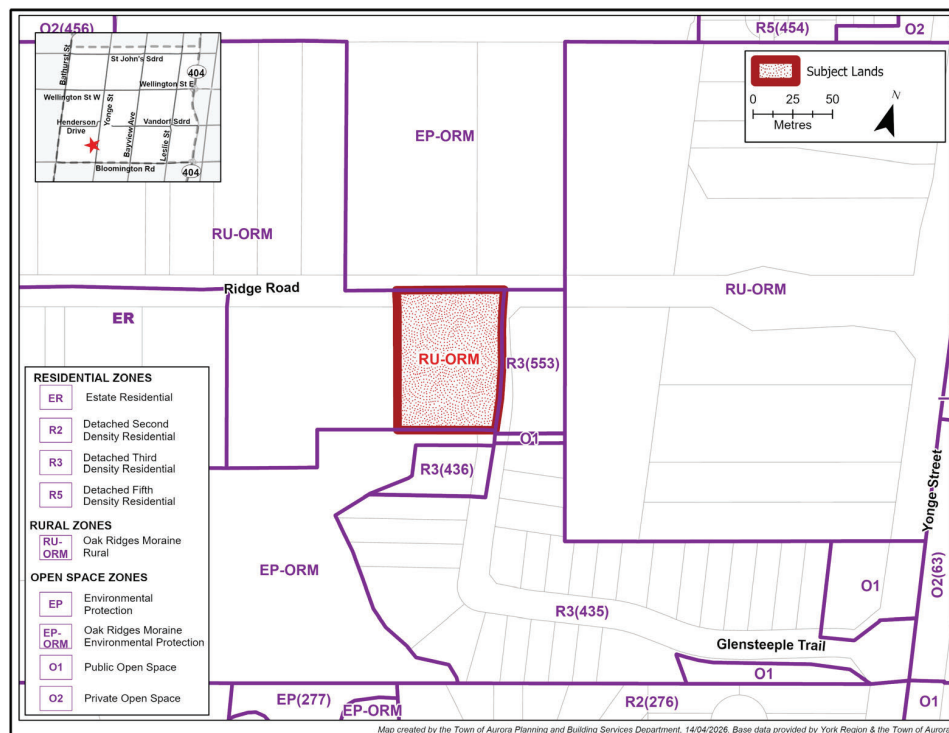 O2(456)
R5(454)
O2
Bathurst St
St John's Sdrd
404
Wellington St E
Wellington St W
Yonge St
Henderson
Drive
Vandorf Sdrd
Bayview Ave
Leslie St
Bloomington Rd
404
Subject Lands
0 25 50
Metres
N
EP-ORM
RU-ORM
Ridge Road
RU-ORM
ER
RU-ORM
R3(553)
O1
R3(436)
RESIDENTIAL ZONES
ER Estate Residential
R2 Detached Second
Density Residential
R3 Detached Third
Density Residential
R5 Detached Fifth
Density Residential
RURAL ZONES
RU-
ORM
Oak Ridges Moraine
Rural
OPEN SPACE ZONES
EP Environmental
Protection
EP-
ORM
Oak Ridges Moraine
Environmental Protection
O1 Public Open Space
O2 Private Open Space
EP-ORM
R3(435)
Yonge Street
O2(63)
O1
Glensteeple Trail
O1
EP(277)
EP-ORM
R2(276)
O1
Map created by the Town of Aurora Planning and Building Services Department, 14/04/2026. Base data provided by York Region & the Town of Aurora